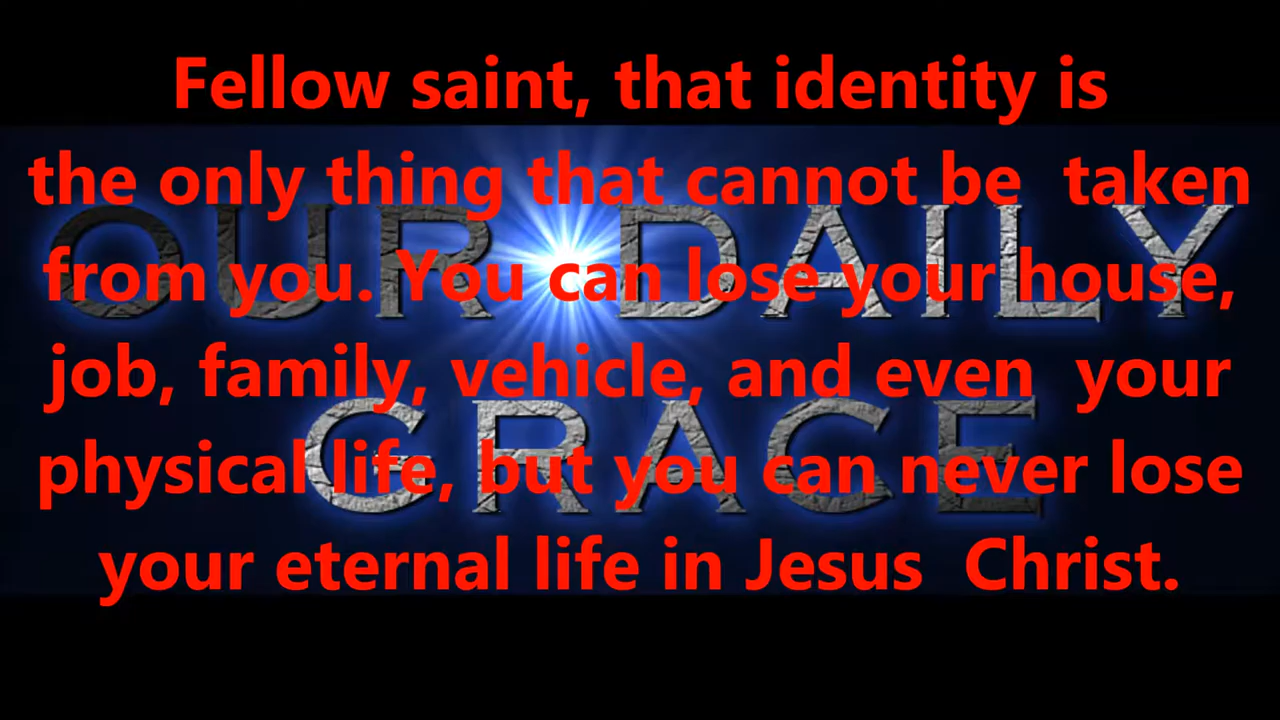 Fellow saint, that identity is
the only thing that cannot be taken
from you. You can lose your house,
job, family, vehicle, and even your
physical life, but you can never lose
your eternal life in Jesus Christ.
OUR DAILY
GRACE